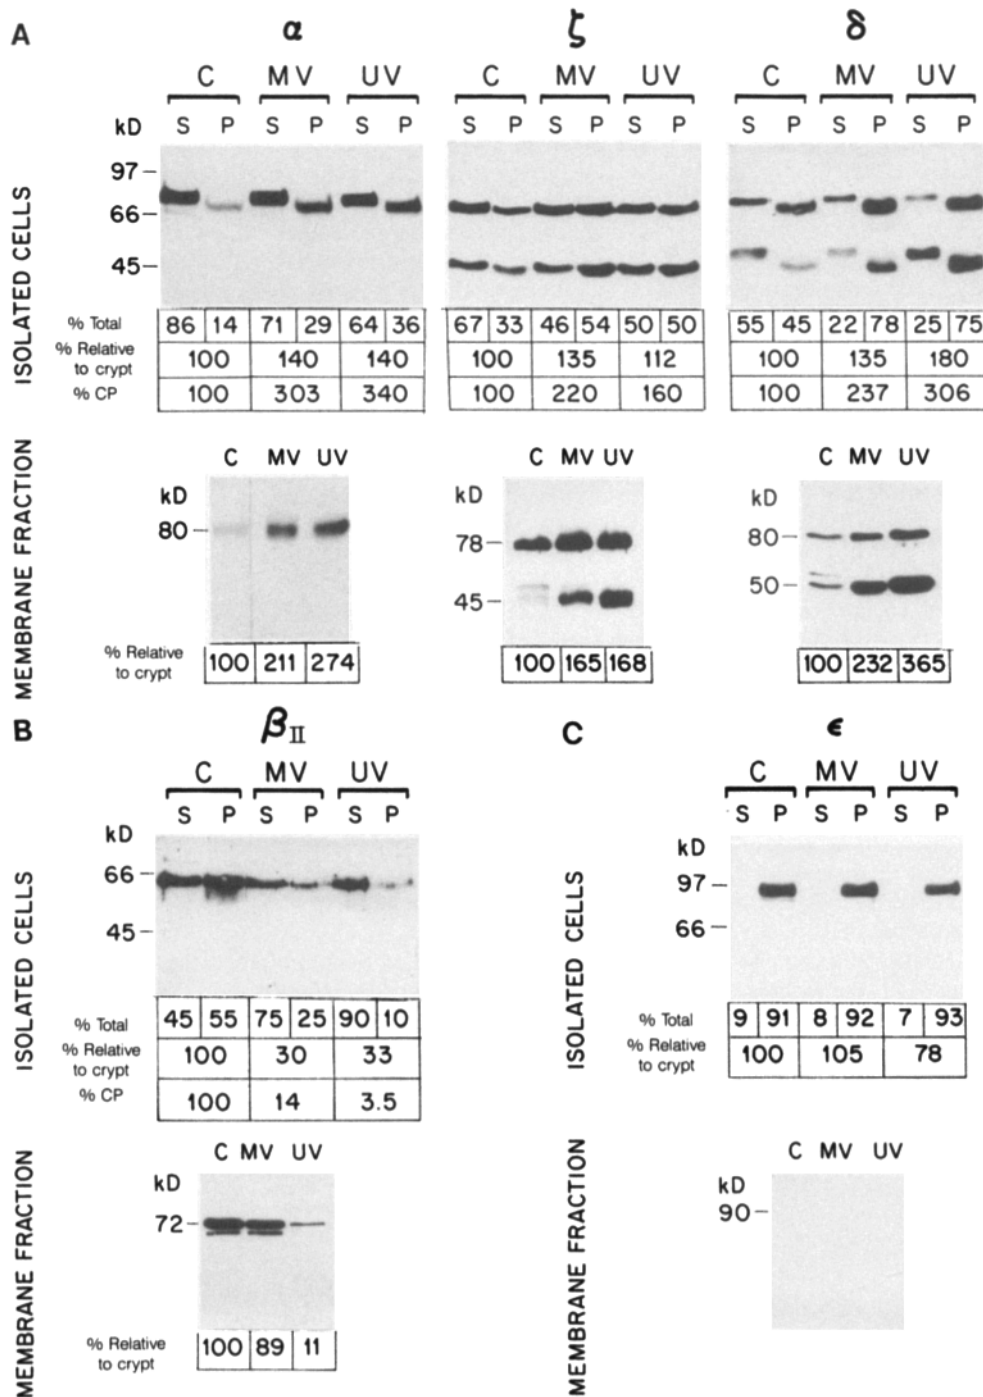 A
α ζ δ
C MV UV C MV UV C MV UV
kD S P S P S P S P S P S P S P S P S P
97
66
45
ISOLATED CELLS
% Total 86 14 71 29 64 36 67 33 46 54 50 50 55 45 22 78 25 75
% Relative to crypt 100 140 140 100 135 112 100 135 180
% CP 100 303 340 100 220 160 100 237 306
MEMBRANE FRACTION
C MV UV C MV UV C MV UV
kD kD kD
80 78 80
45 50
% Relative to crypt 100 211 274 100 165 168 100 232 365
B
βII
C MV UV
S P S P S P
kD
66
45
ISOLATED CELLS
% Total 45 55 75 25 90 10
% Relative to crypt 100 30 33
% CP 100 14 3.5
MEMBRANE FRACTION
C MV UV
kD
72
% Relative to crypt 100 89 11
C
ϵ
C MV UV
S P S P S P
kD
97
66
ISOLATED CELLS
% Total 9 91 8 92 7 93
% Relative to crypt 100 105 78
MEMBRANE FRACTION
C MV UV
kD
90